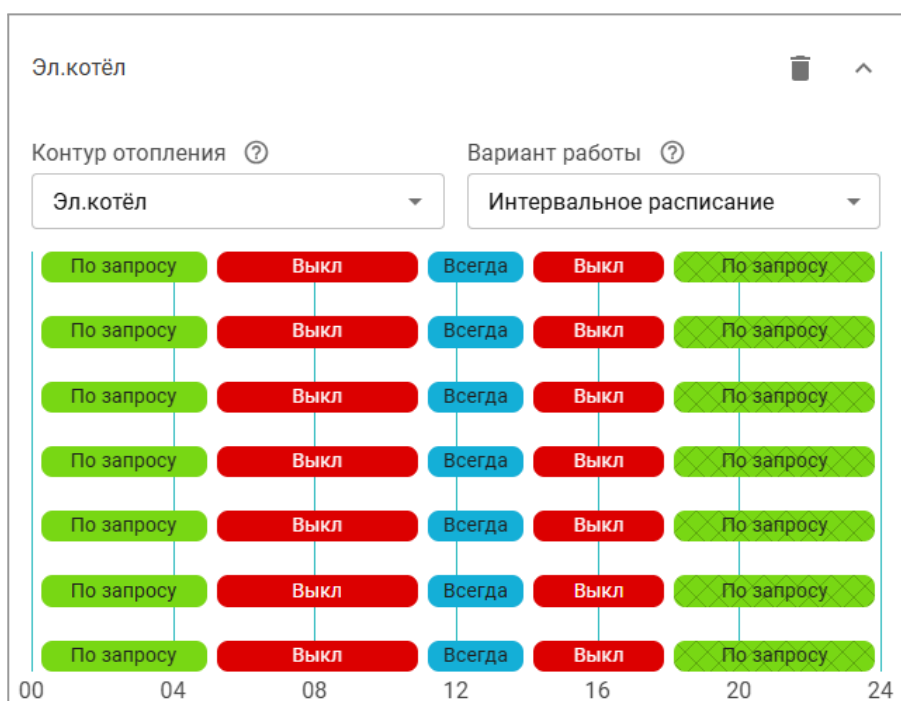 Эл.котёл
Контур отопления Вариант работы
Эл.котёл Интервальное расписание
По запросу Выкл Всегда Выкл По запросу
По запросу Выкл Всегда Выкл По запросу
По запросу Выкл Всегда Выкл По запросу
По запросу Выкл Всегда Выкл По запросу
По запросу Выкл Всегда Выкл По запросу
По запросу Выкл Всегда Выкл По запросу
По запросу Выкл Всегда Выкл По запросу
00 04 08 12 16 20 24